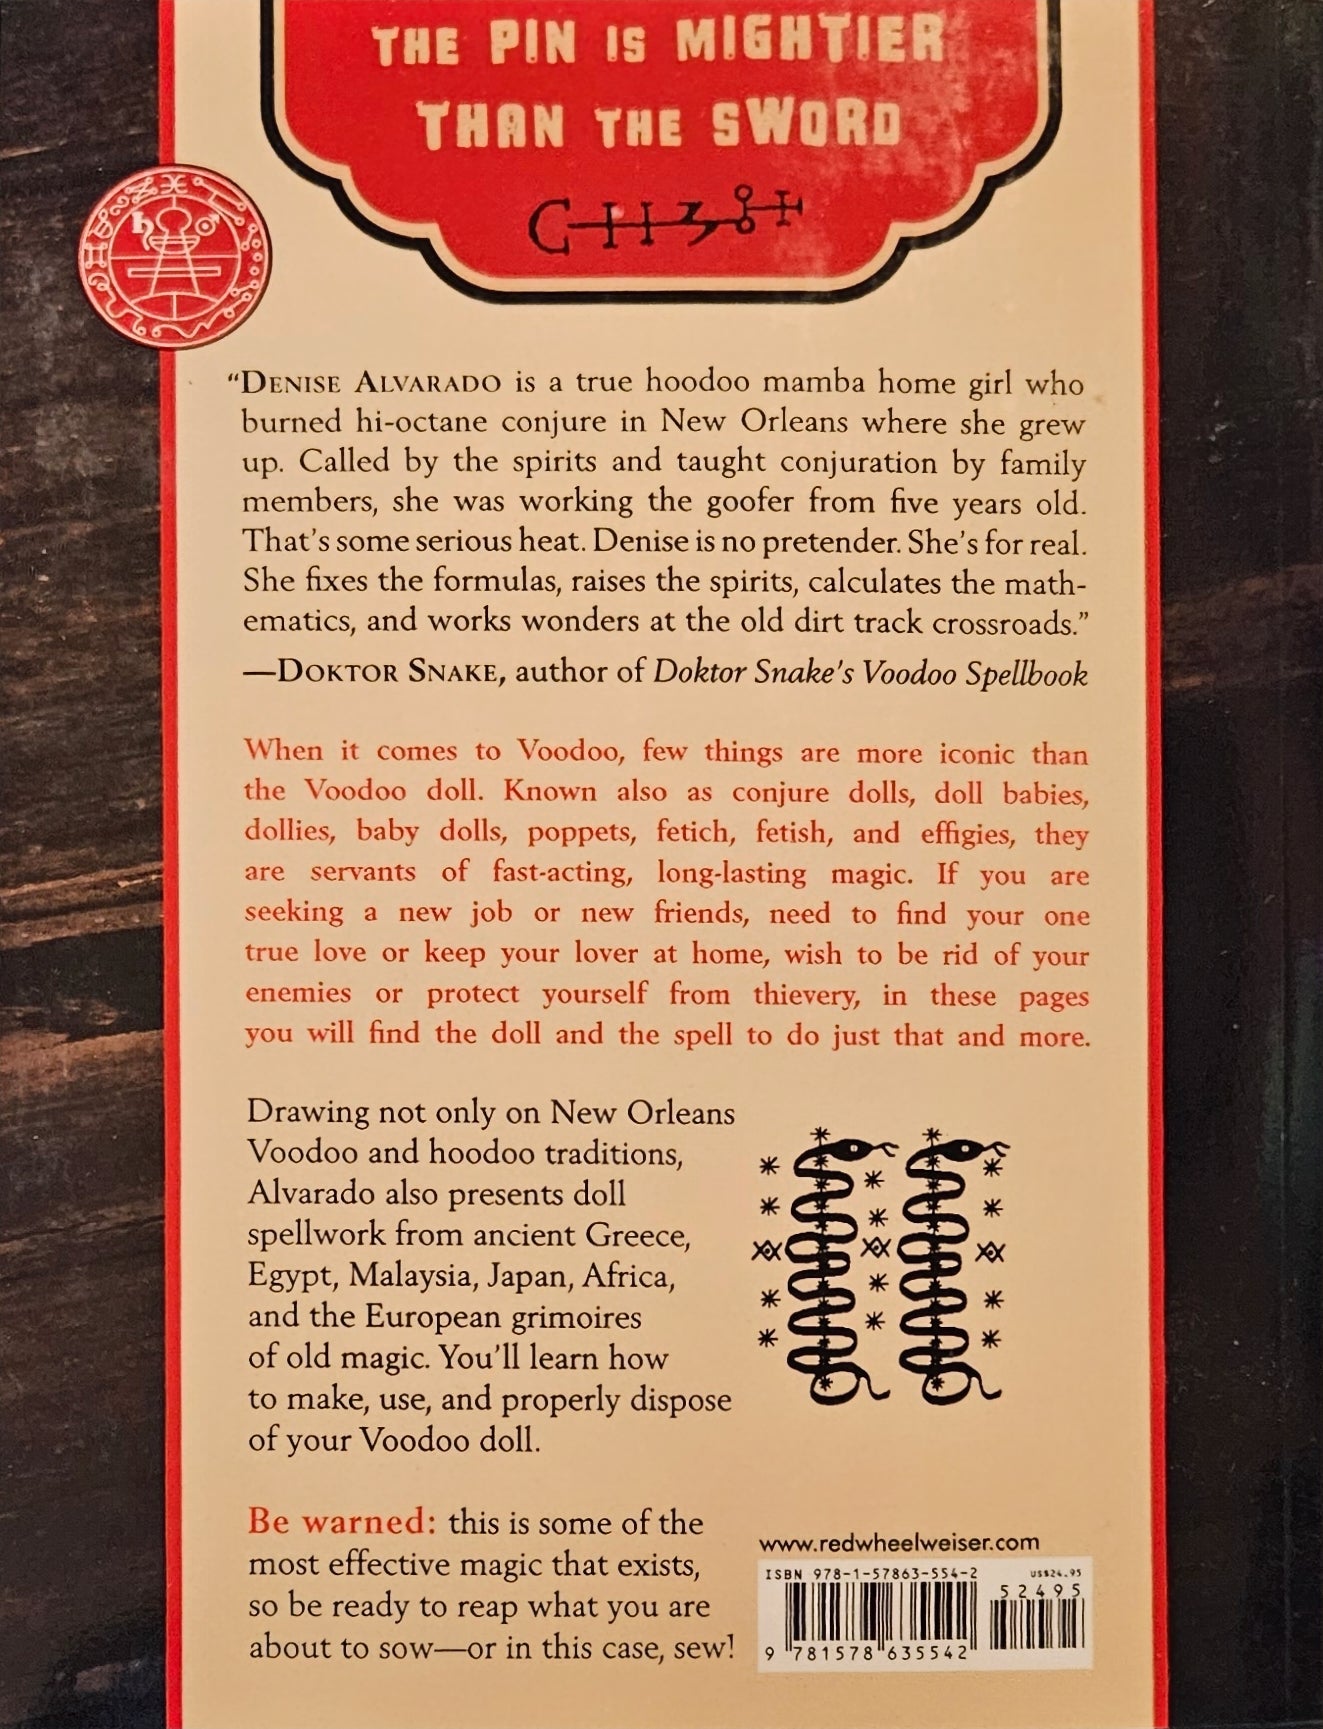 THE PIN IS MIGHTIER
THAN THE SWORD
“DENISE ALVARADO is a true hoodoo mamba home girl who
burned hi-octane conjure in New Orleans where she grew
up. Called by the spirits and taught conjuration by family
members, she was working the goofer from five years old.
That’s some serious heat. Denise is no pretender. She’s for real.
She fixes the formulas, raises the spirits, calculates the math-
ematics, and works wonders at the old dirt track crossroads.”
—DOKTOR SNAKE, author of Doktor Snake’s Voodoo Spellbook
When it comes to Voodoo, few things are more iconic than
the Voodoo doll. Known also as conjure dolls, doll babies,
dollies, baby dolls, poppets, fetich, fetish, and effigies, they
are servants of fast-acting, long-lasting magic. If you are
seeking a new job or new friends, need to find your one
true love or keep your lover at home, wish to be rid of your
enemies or protect yourself from thievery, in these pages
you will find the doll and the spell to do just that and more.
Drawing not only on New Orleans
Voodoo and hoodoo traditions,
Alvarado also presents doll
spellwork from ancient Greece,
Egypt, Malaysia, Japan, Africa,
and the European grimoires
of old magic. You’ll learn how
to make, use, and properly dispose
of your Voodoo doll.
Be warned: this is some of the
most effective magic that exists,
so be ready to reap what you are
about to sow—or in this case, sew!
www.redwheelweiser.com
ISBN 978-1-57863-554-2
US$24.95
52495
9 781578 635542